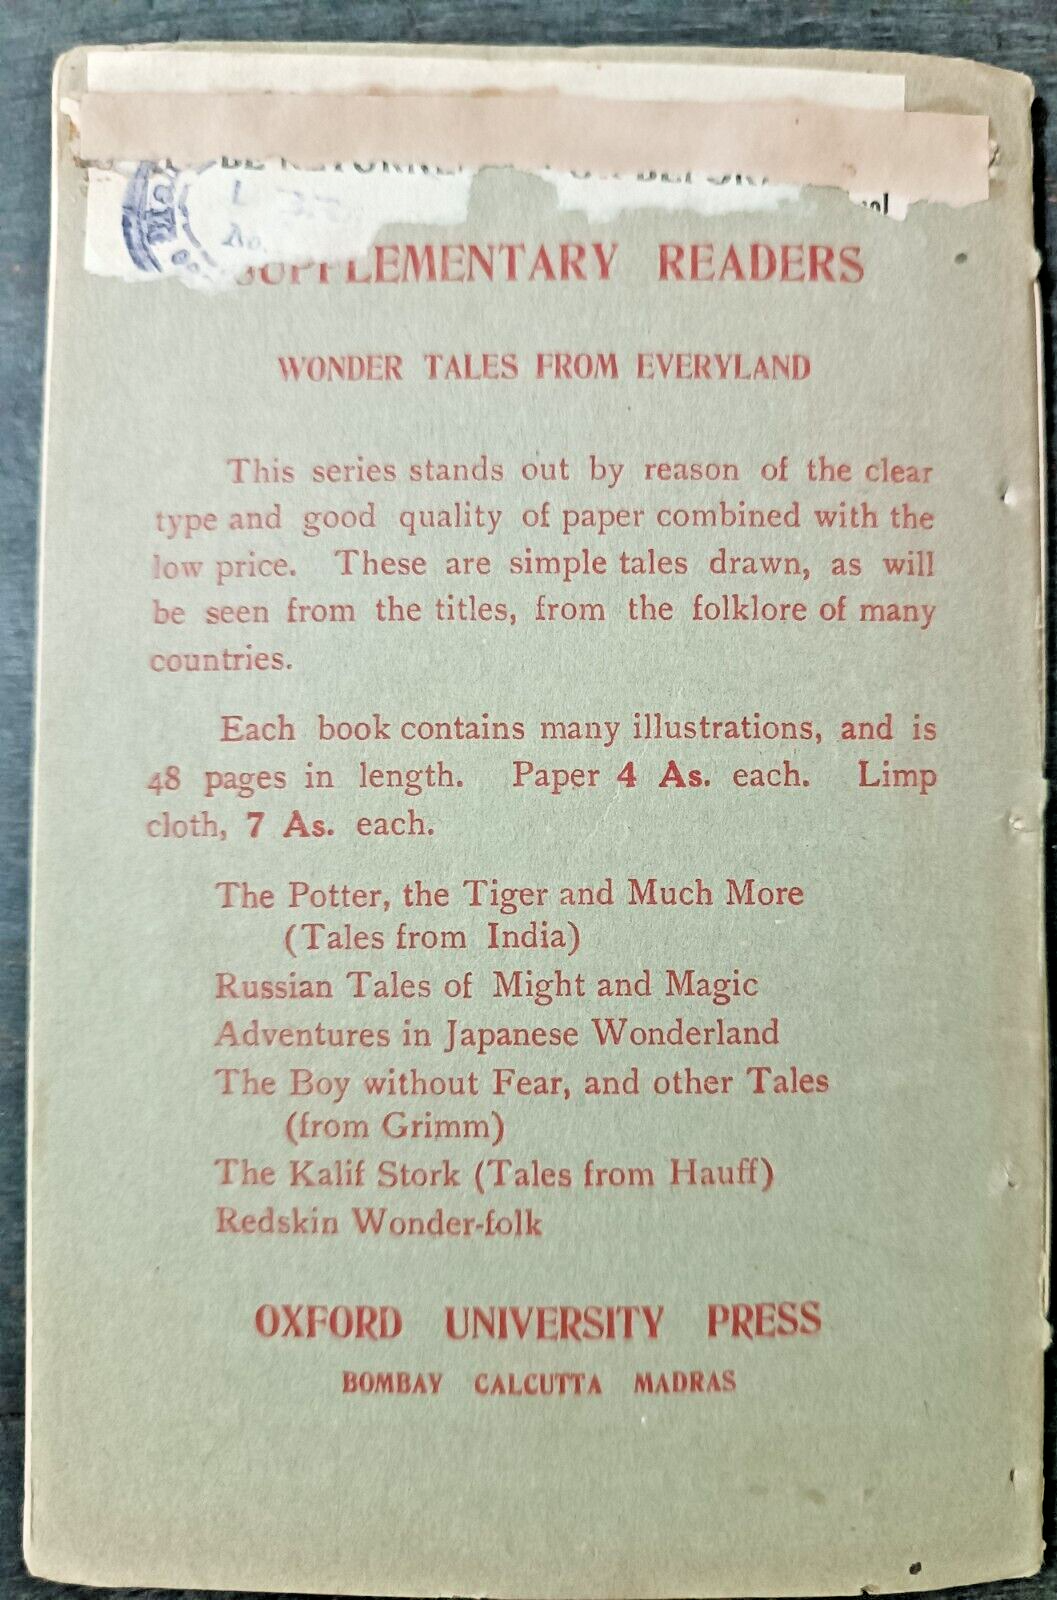 BE RETURNED ON BEFORE
SUPPLEMENTARY READERS
WONDER TALES FROM EVERYLAND
This series stands out by reason of the clear
type and good quality of paper combined with the
low price. These are simple tales drawn, as will
be seen from the titles, from the folklore of many
countries.
Each book contains many illustrations, and is
48 pages in length. Paper 4 As. each. Limp
cloth, 7 As. each.
The Potter, the Tiger and Much More
(Tales from India)
Russian Tales of Might and Magic
Adventures in Japanese Wonderland
The Boy without Fear, and other Tales
(from Grimm)
The Kalif Stork (Tales from Hauff)
Redskin Wonder-folk
OXFORD UNIVERSITY PRESS
BOMBAY CALCUTTA MADRAS